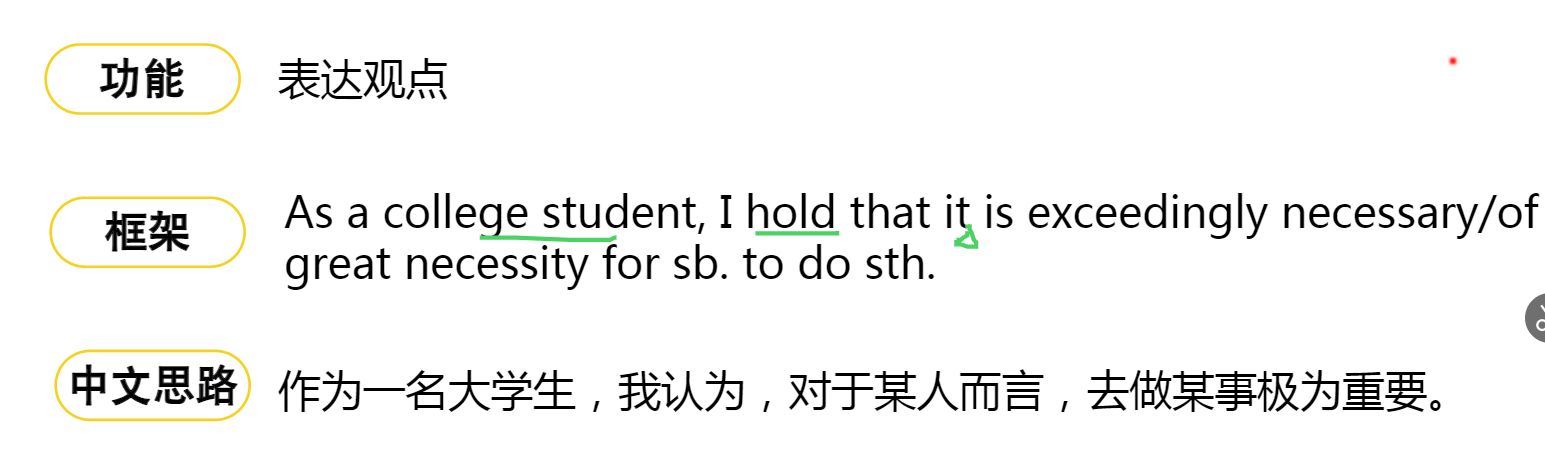 功能 表达观点
框架 As a college student, I hold that it is exceedingly necessary/of
great necessity for sb. to do sth.
中文思路 作为一名大学生，我认为，对于某人而言，去做某事极为重要。